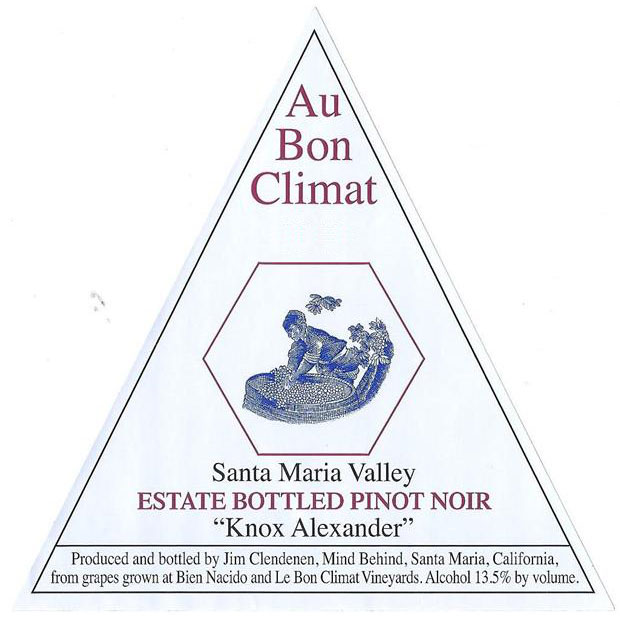 Au
Bon
Climat
Santa Maria Valley
ESTATE BOTTLED PINOT NOIR
“Knox Alexander”
Produced and bottled by Jim Clendenen, Mind Behind, Santa Maria, California,
from grapes grown at Bien Nacido and Le Bon Climat Vineyards. Alcohol 13.5% by volume.